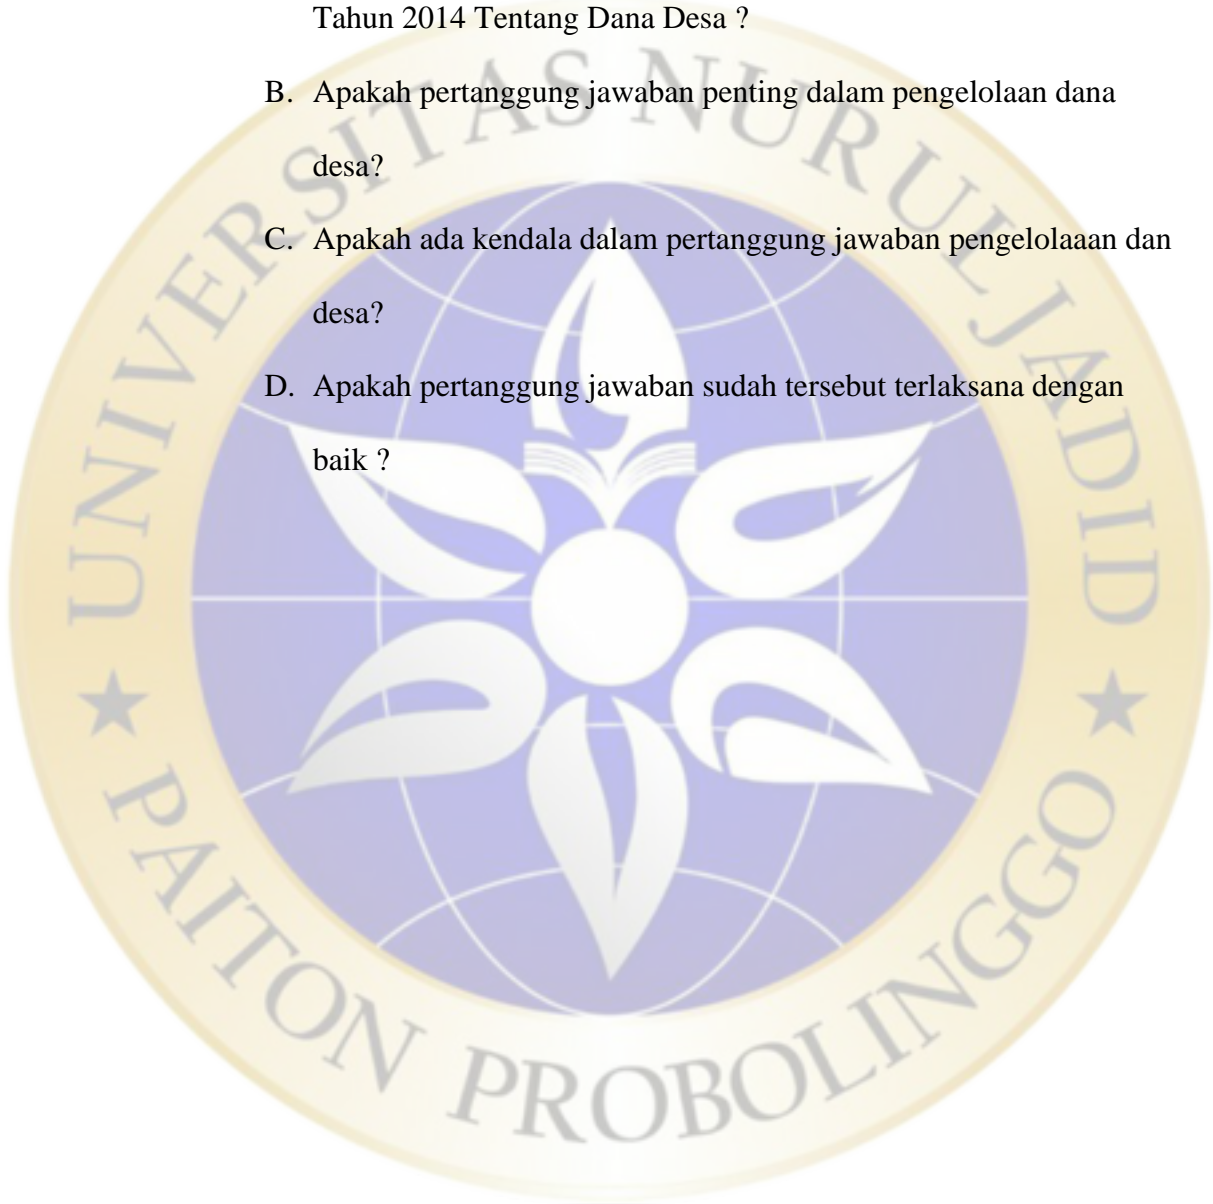 Tahun 2014 Tentang Dana Desa ?
B. Apakah pertanggung jawaban penting dalam pengelolaan dana
desa?
C. Apakah ada kendala dalam pertanggung jawaban pengelolaaan dan
desa?
D. Apakah pertanggung jawaban sudah tersebut terlaksana dengan
baik ?
UNIVERSITAS NURUL JADID
PAITON PROBOLINGGO